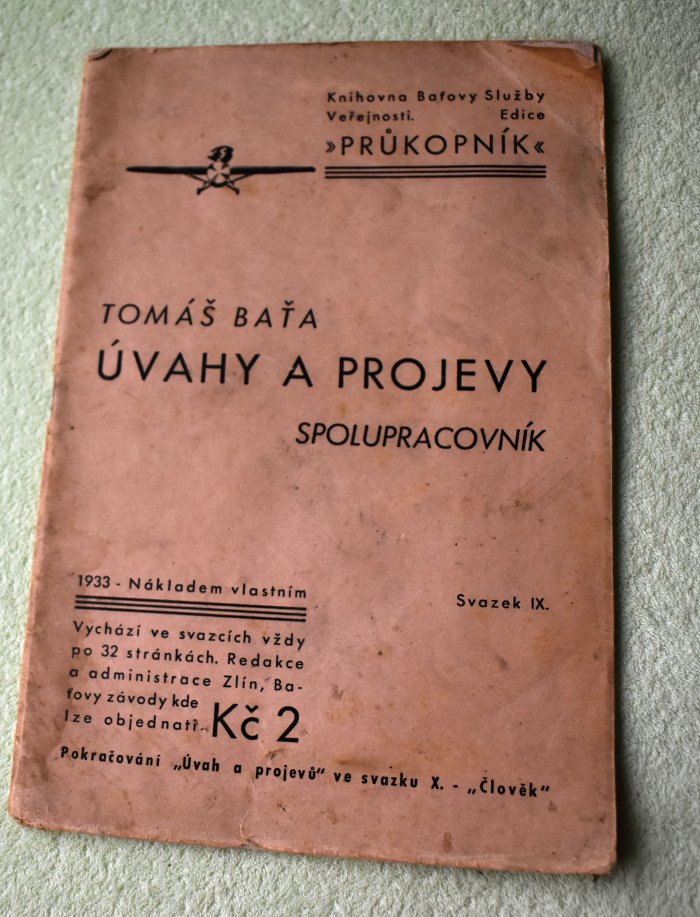 Knihovna Baťovy Služby
Veřejnosti. Edice
»PRŮKOPNÍK«
TOMÁŠ BAŤA
ÚVAHY A PROJEVY
SPOLUPRACOVNÍK
1933 - Nákladem vlastním
Vychází ve svazcích vždy
po 32 stránkách. Redakce
a administrace Zlín, Ba-
ťovy závody kde
lze objednati.
Kč 2
Svazek IX.
Pokračování „Úvah a projevů" ve svazku X. - „Člověk"